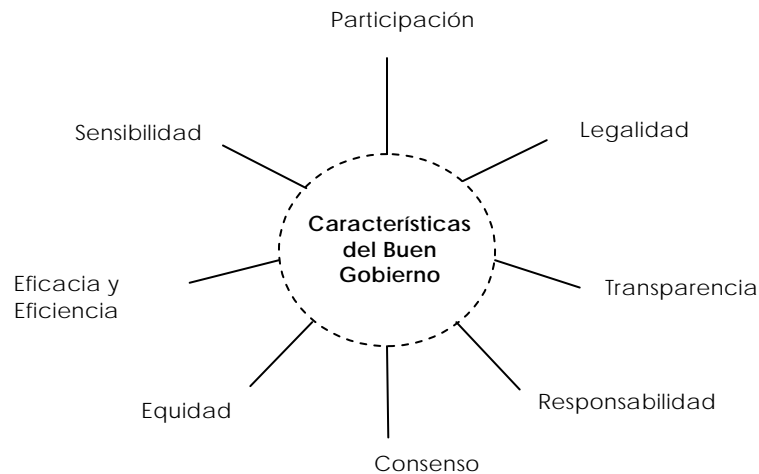 Participación
Sensibilidad
Legalidad
Características
del Buen
Gobierno
Eficacia y
Eficiencia
Transparencia
Equidad
Responsabilidad
Consenso